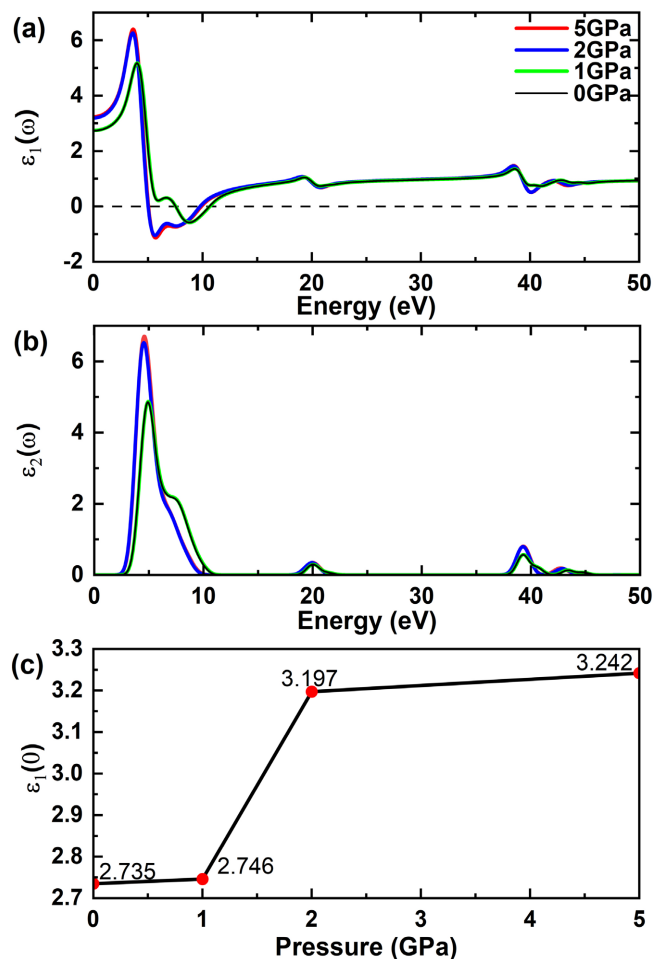 (a)
5GPa
2GPa
1GPa
0GPa
ε₁(ω)
6
4
2
0
-2
0 10 20 30 40 50
Energy (eV)
(b)
ε₂(ω)
6
4
2
0
0 10 20 30 40 50
Energy (eV)
(c)
ε₁(0)
3.3
3.2
3.1
3.0
2.9
2.8
2.7
3.197
3.242
2.735
2.746
0 1 2 3 4 5
Pressure (GPa)